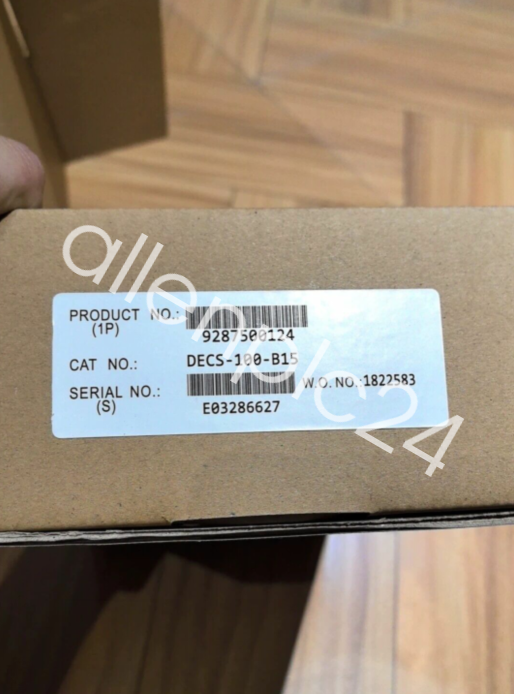 PRODUCT NO.:
(1P)
9287500124
CAT NO.: DECS-100-B15
SERIAL NO.: W.O. NO.:1822583
(S)
E03286627
allenplc24